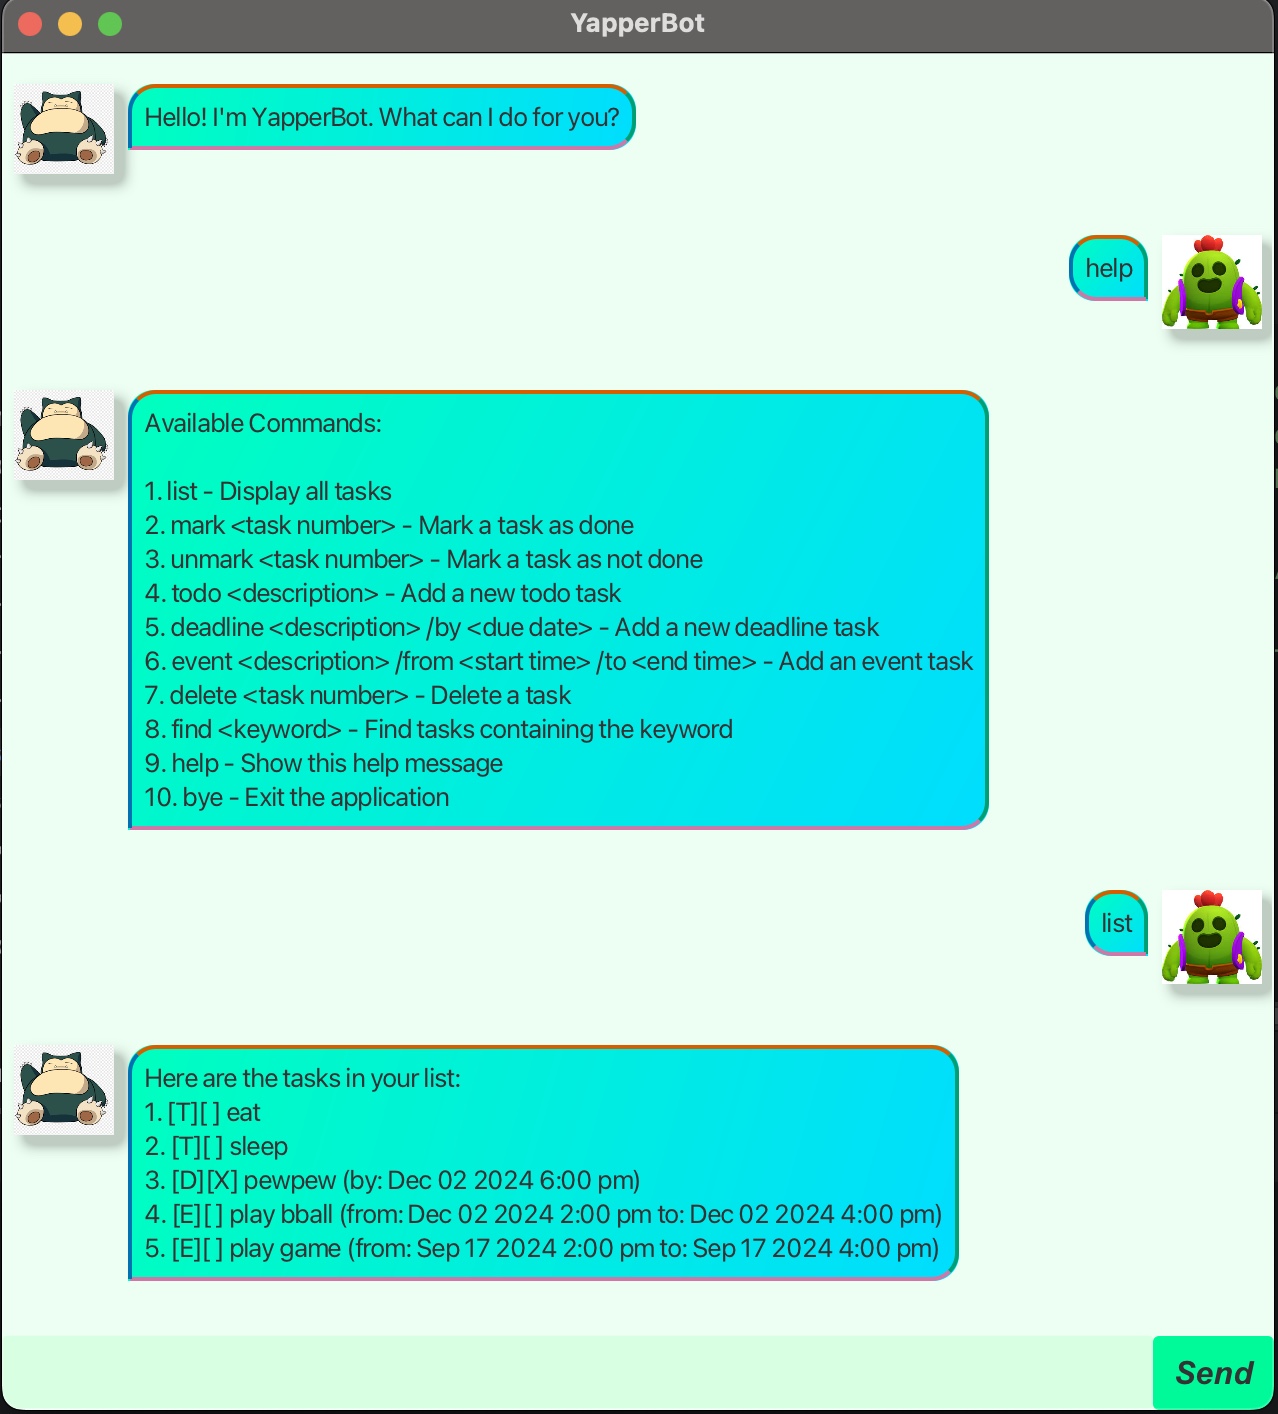 YapperBot
Hello! I'm YapperBot. What can I do for you?
help
Available Commands:
1. list - Display all tasks
2. mark <task number> - Mark a task as done
3. unmark <task number> - Mark a task as not done
4. todo <description> - Add a new todo task
5. deadline <description> /by <due date> - Add a new deadline task
6. event <description> /from <start time> /to <end time> - Add an event task
7. delete <task number> - Delete a task
8. find <keyword> - Find tasks containing the keyword
9. help - Show this help message
10. bye - Exit the application
list
Here are the tasks in your list:
1. [T][ ] eat
2. [T][ ] sleep
3. [D][X] pewpew (by: Dec 02 2024 6:00 pm)
4. [E][ ] play bball (from: Dec 02 2024 2:00 pm to: Dec 02 2024 4:00 pm)
5. [E][ ] play game (from: Sep 17 2024 2:00 pm to: Sep 17 2024 4:00 pm)
Send